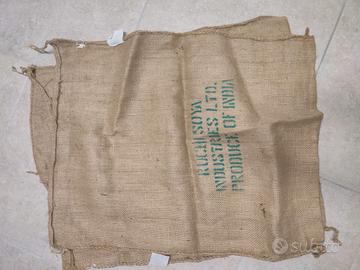 RUCHI SOYA
INDUSTRIES LTD.
PRODUCE OF INDIA
subito